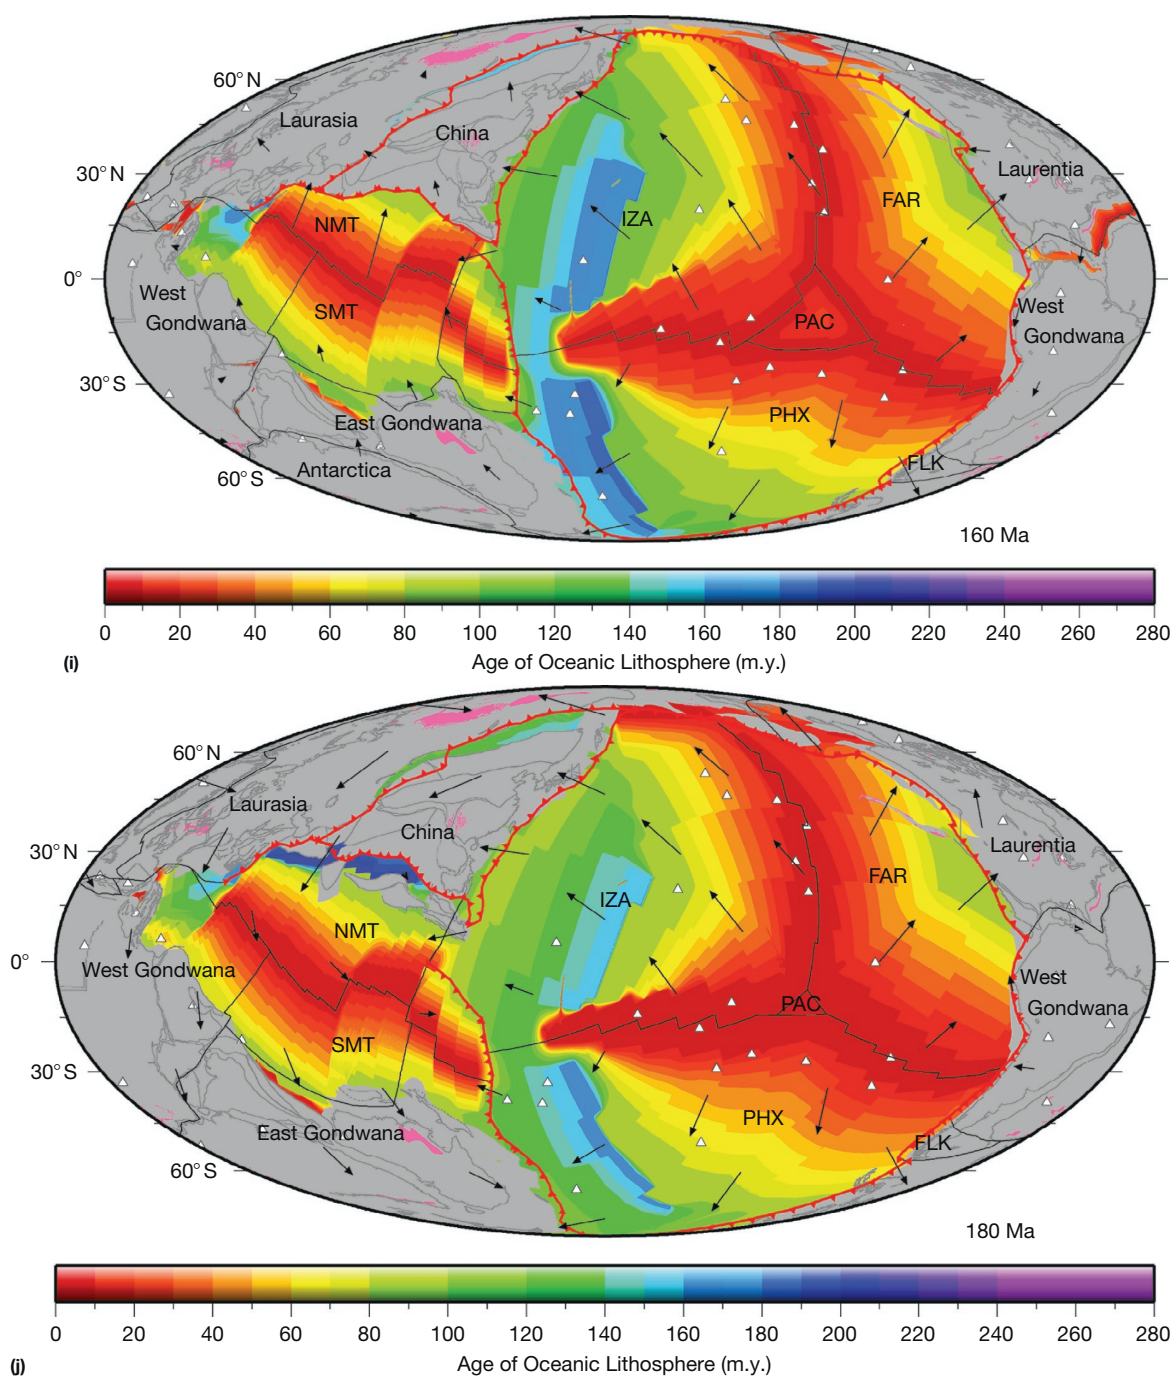 60° N
Laurasia
China
30° N
Laurentia
IZA
FAR
NMT
0°
West
Gondwana
SMT
PAC
West
Gondwana
30° S
East Gondwana
PHX
Antarctica
FLK
60° S
160 Ma
0 20 40 60 80 100 120 140 160 180 200 220 240 260 280
(i)
Age of Oceanic Lithosphere (m.y.)
60° N
Laurasia
China
30° N
Laurentia
IZA
FAR
NMT
0°
West Gondwana
West
Gondwana
PAC
SMT
30° S
East Gondwana
PHX
FLK
60° S
180 Ma
0 20 40 60 80 100 120 140 160 180 200 220 240 260 280
(j)
Age of Oceanic Lithosphere (m.y.)